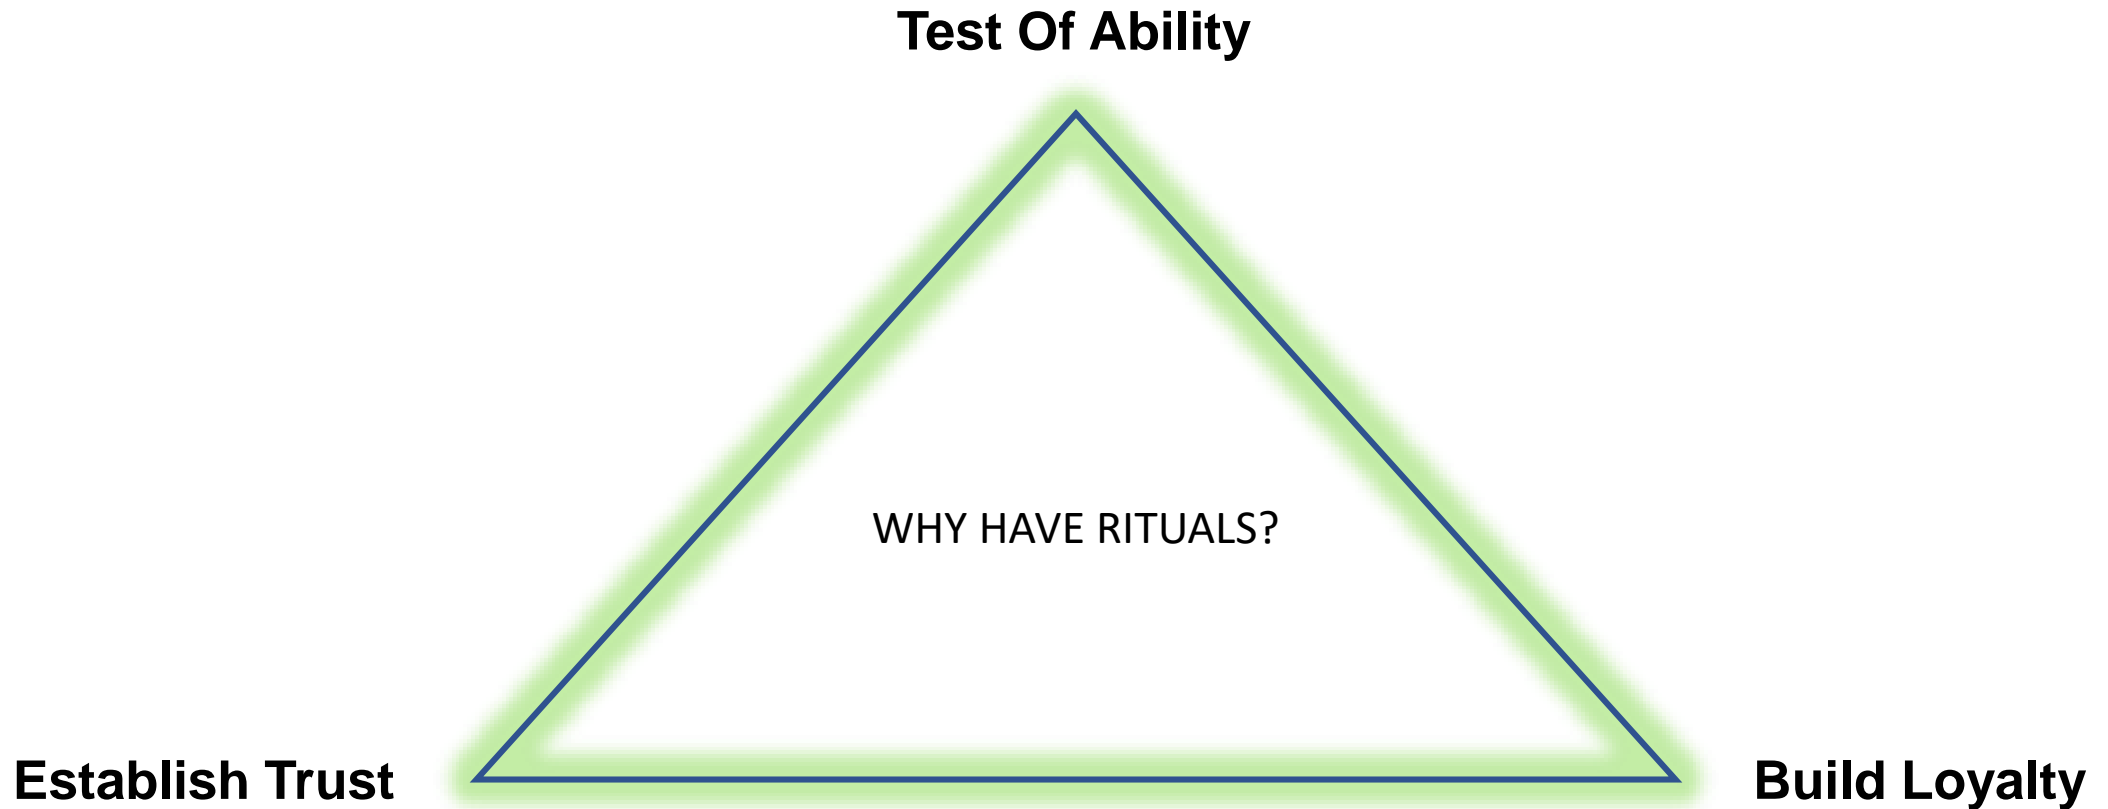 Test Of Ability
WHY HAVE RITUALS?
Establish Trust
Build Loyalty